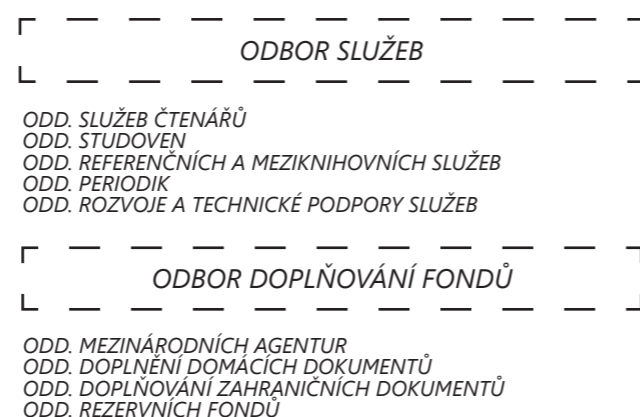 ODBOR SLUŽEB
ODD. SLUŽEB ČTENÁŘŮ
ODD. STUDOVEN
ODD. REFERENČNÍCH A MEZIKNIHOVNÍCH SLUŽEB
ODD. PERIODIK
ODD. ROZVOJE A TECHNICKÉ PODPORY SLUŽEB
ODBOR DOPLŇOVÁNÍ FONDŮ
ODD. MEZINÁRODNÍCH AGENTUR
ODD. DOPLNĚNÍ DOMÁCÍCH DOKUMENTŮ
ODD. DOPLŇOVÁNÍ ZAHRANIČNÍCH DOKUMENTŮ
ODD. REZERVNÍCH FONDŮ